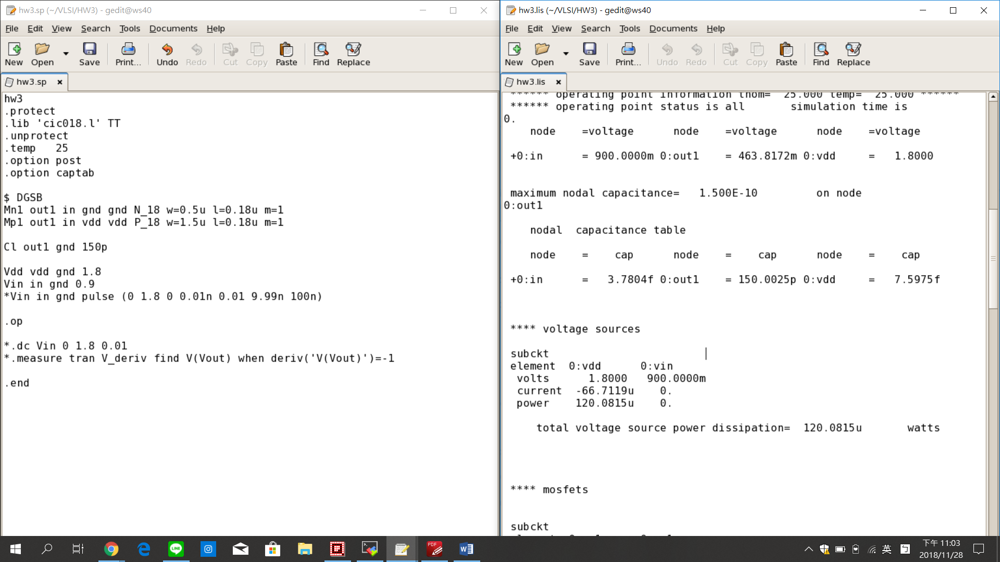 hw3.sp (~/VLSI/HW3) - gedit@ws40
File Edit View Search Tools Documents Help
New Open Save Print... Undo Redo Cut Copy Paste Find Replace
hw3.sp
hw3
.protect
.lib 'cic018.l' TT
.unprotect
.temp 25
.option post
.option captab
$ DGSB
Mn1 out1 in gnd gnd N_18 w=0.5u l=0.18u m=1
Mp1 out1 in vdd vdd P_18 w=1.5u l=0.18u m=1
Cl out1 gnd 150p
Vdd vdd gnd 1.8
Vin in gnd 0.9
*Vin in gnd pulse (0 1.8 0 0.01n 0.01 9.99n 100n)
.op
*.dc Vin 0 1.8 0.01
*.measure tran V_deriv find V(Vout) when deriv('V(Vout)')=-1
.end
hw3.lis (~/VLSI/HW3) - gedit@ws40
File Edit View Search Tools Documents Help
New Open Save Print... Undo Redo Cut Copy Paste Find Replace
hw3.lis
****** operating point information tnom= 25.000 temp= 25.000 ******
****** operating point status is all simulation time is
0.
node =voltage node =voltage node =voltage
+0:in = 900.0000m 0:out1 = 463.8172m 0:vdd = 1.8000
maximum nodal capacitance= 1.500E-10 on node
0:out1
nodal capacitance table
node = cap node = cap node = cap
+0:in = 3.7804f 0:out1 = 150.0025p 0:vdd = 7.5975f
**** voltage sources
subckt
element 0:vdd 0:vin
volts 1.8000 900.0000m
current -66.7119u 0.
power 120.0815u 0.
total voltage source power dissipation= 120.0815u watts
**** mosfets
subckt
LINE
PDF
英
下午 11:03
2018/11/28